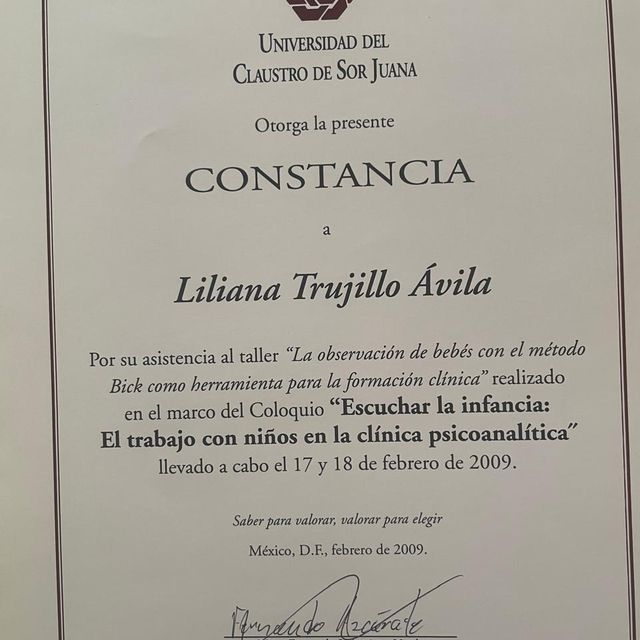 UNIVERSIDAD DEL
CLAUSTRO DE SOR JUANA
Otorga la presente
CONSTANCIA
a
Liliana Trujillo Ávila
Por su asistencia al taller “La observación de bebés con el método
Bick como herramienta para la formación clínica” realizado
en el marco del Coloquio “Escuchar la infancia:
El trabajo con niños en la clínica psicoanalítica”
llevado a cabo el 17 y 18 de febrero de 2009.
Saber para valorar, valorar para elegir
México, D.F., febrero de 2009.